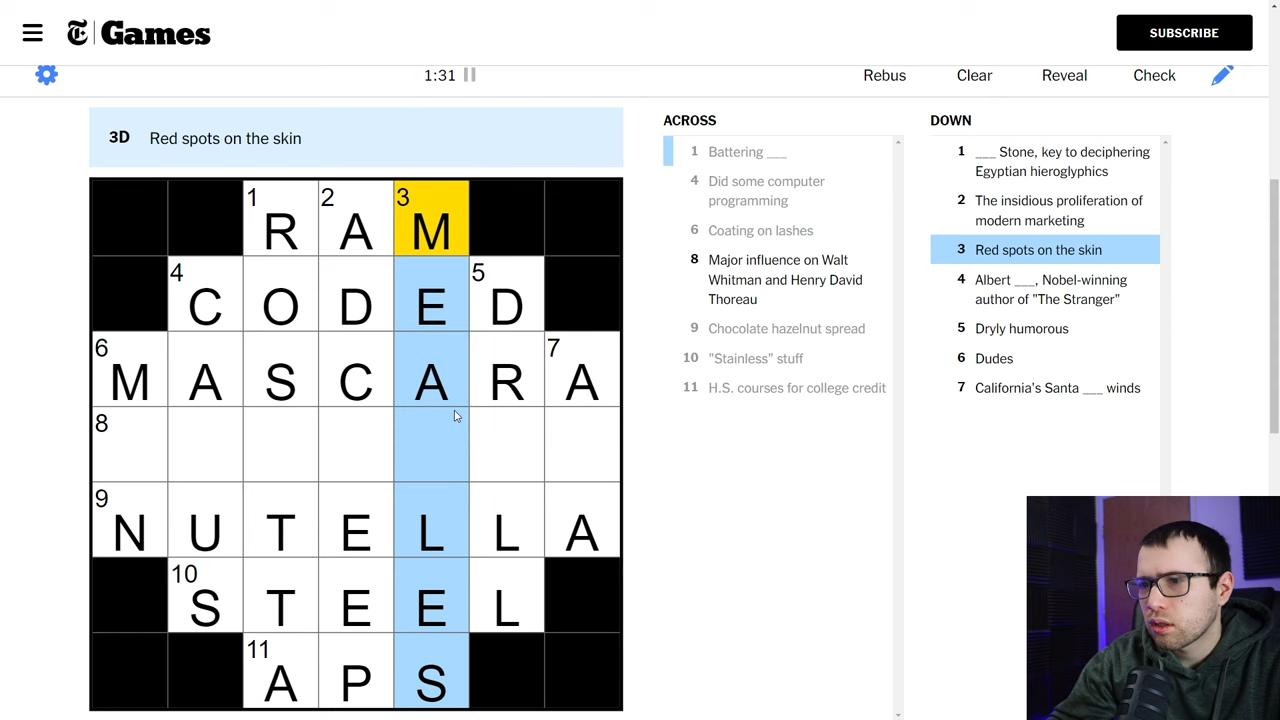 Games
SUBSCRIBE
1:31
Rebus
Clear
Reveal
Check
3D Red spots on the skin
1 R 2 A 3 M
4 C O D E 5 D
6 M A S C A R 7 A
8
9 N U T E L L A
10 S T E E L
11 A P S
ACROSS
1 Battering ___
4 Did some computer
programming
6 Coating on lashes
8 Major influence on Walt
Whitman and Henry David
Thoreau
9 Chocolate hazelnut spread
10 "Stainless" stuff
11 H.S. courses for college credit
DOWN
1 ___ Stone, key to deciphering
Egyptian hieroglyphics
2 The insidious proliferation of
modern marketing
3 Red spots on the skin
4 Albert ___, Nobel-winning
author of "The Stranger"
5 Dryly humorous
6 Dudes
7 California's Santa ___ winds